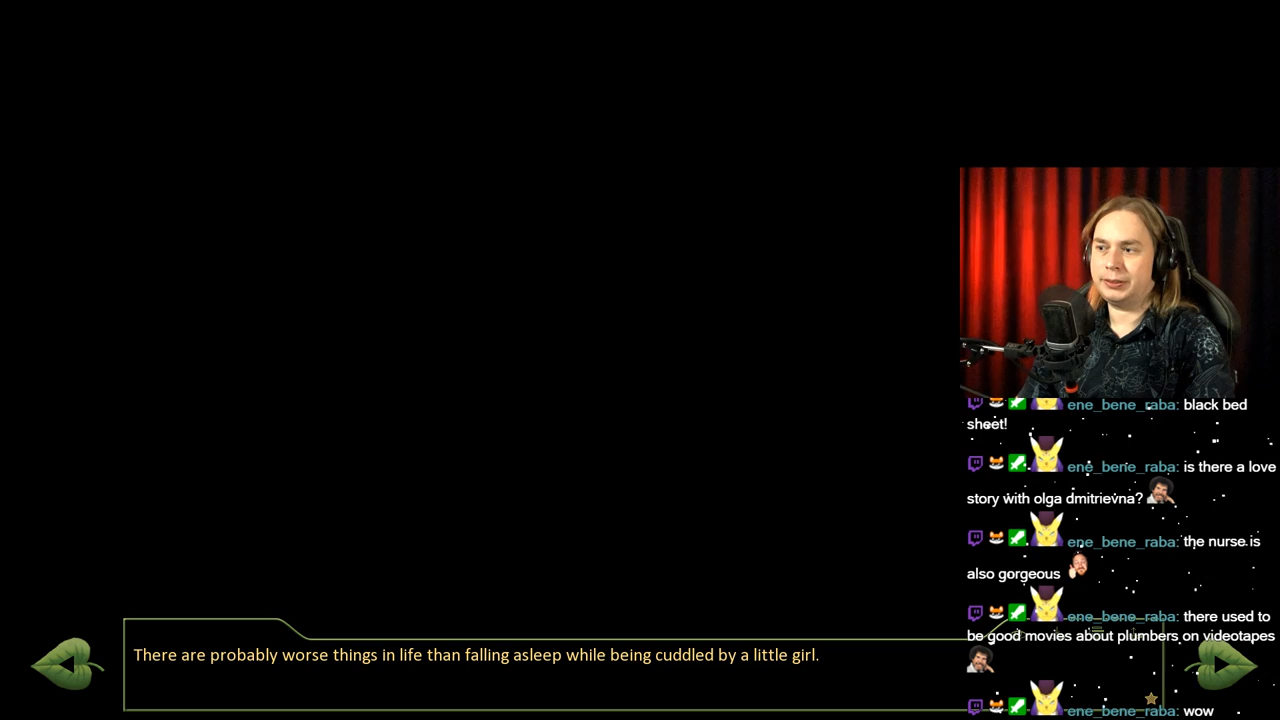 ene_bene_raba: black bed
sheet!
ene_bene_raba: is there a love
story with olga dmitrievna?
ene_bene_raba: the nurse is
also gorgeous
ene_bene_raba: there used to
be good movies about plumbers on videotapes
There are probably worse things in life than falling asleep while being cuddled by a little girl.
ene_bene_raba: wow